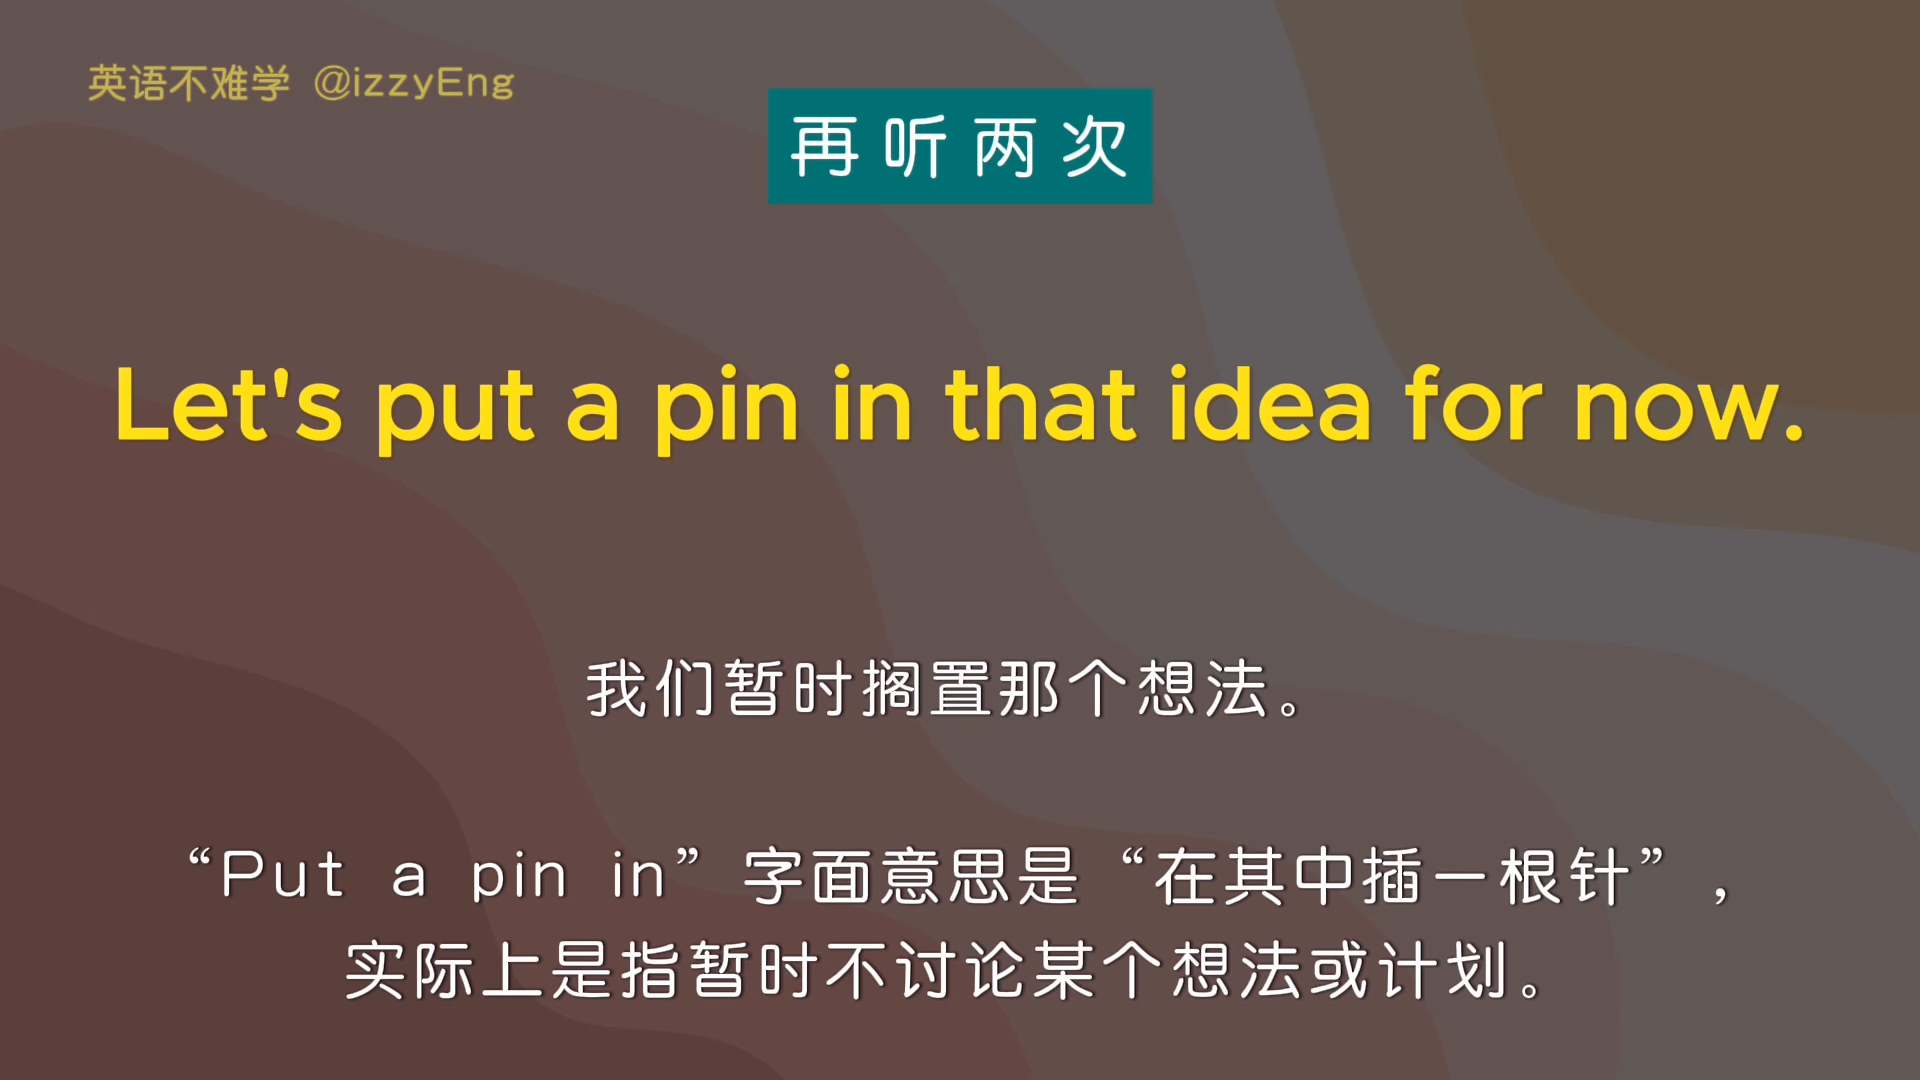 英语不难学 @izzyEng
再听两次
Let's put a pin in that idea for now.
我们暂时搁置那个想法。
“Put a pin in”字面意思是“在其中插一根针”，
实际上是指暂时不讨论某个想法或计划。